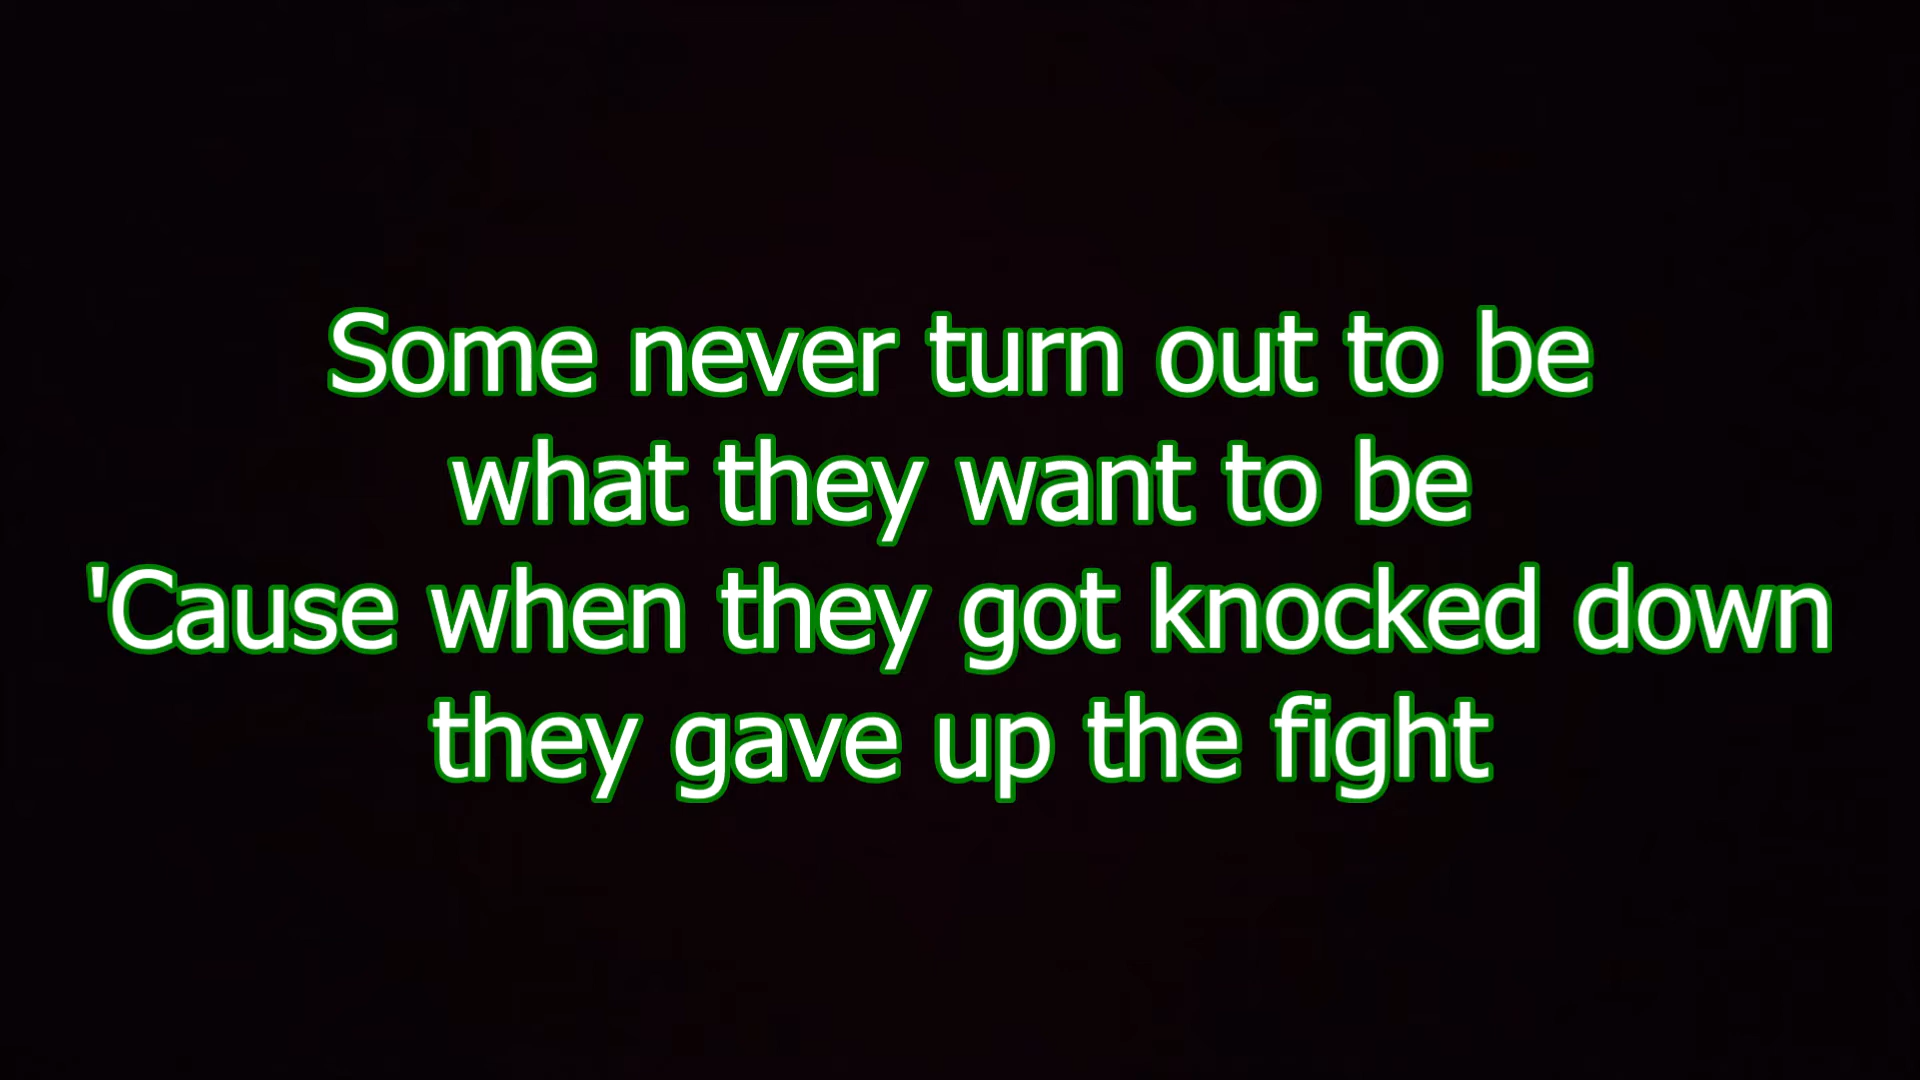 Some never turn out to be
what they want to be
'Cause when they got knocked down
they gave up the fight